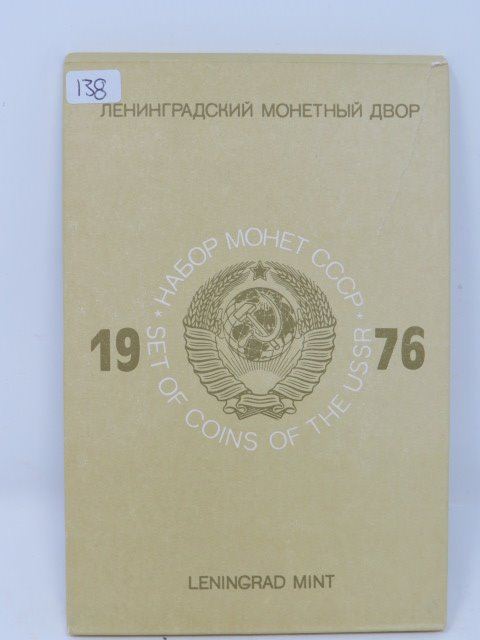 138
ЛЕНИНГРАДСКИЙ МОНЕТНЫЙ ДВОР
* НАБОР МОНЕТ СССР *
19 76
SET OF COINS OF THE USSR
LENINGRAD MINT